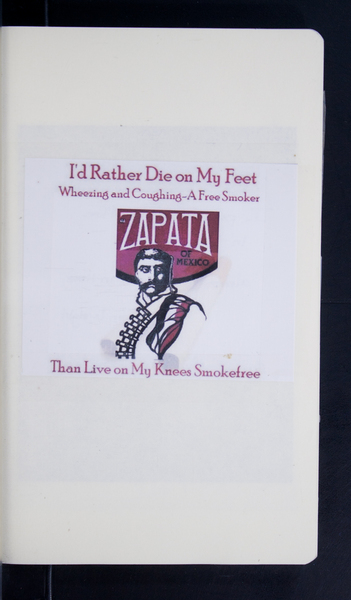 I'd Rather Die on My Feet
Wheezing and Coughing-A Free Smoker
ZAPATA
OF
MEXICO
Than Live on My Knees Smokefree